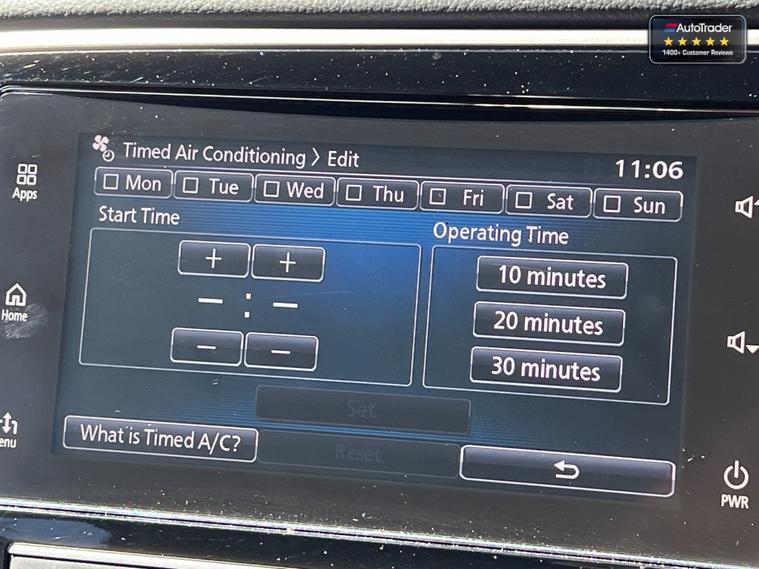 AutoTrader
1400+ Customer Reviews
Timed Air Conditioning > Edit
11:06
Mon Tue Wed Thu Fri Sat Sun
Start Time
Operating Time
+ +
10 minutes
– : –
20 minutes
– –
30 minutes
Set
What is Timed A/C?
Reset
Apps
Home
enu
PWR